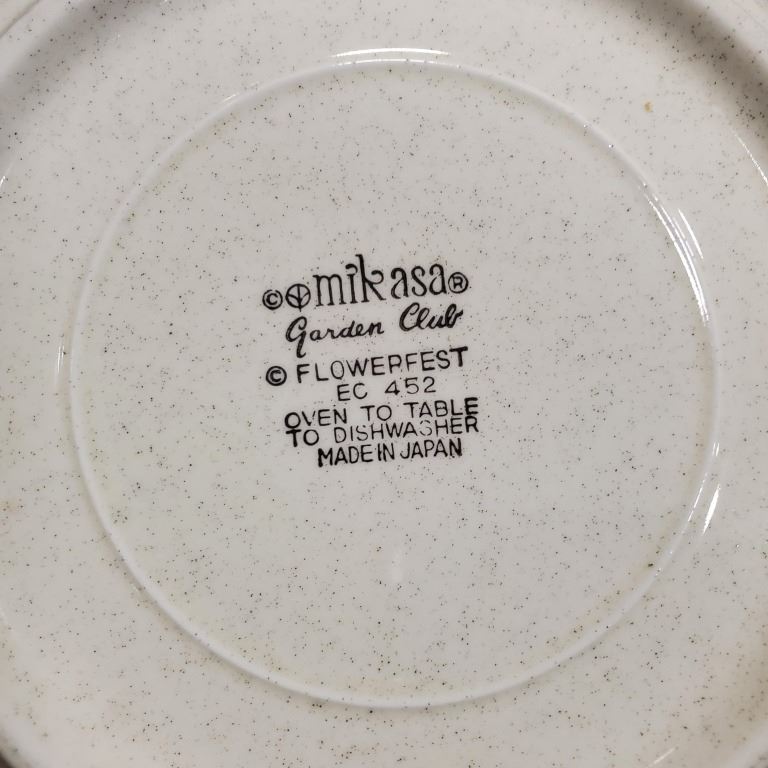 © mikasa®
Garden Club
© FLOWERFEST
EC 452
OVEN TO TABLE
TO DISHWASHER
MADE IN JAPAN